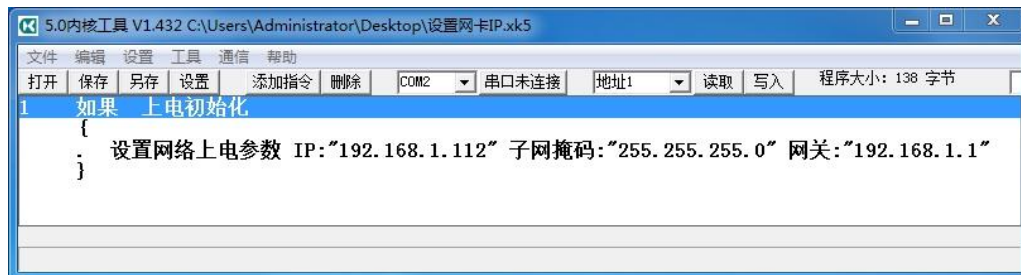 5.0内核工具 V1.432 C:\Users\Administrator\Desktop\设置网卡IP.xk5
文件 编辑 设置 工具 通信 帮助
打开 保存 另存 设置 添加指令 删除 COM2 串口未连接 地址1 读取 写入 程序大小: 138 字节
1 如果 上电初始化
{
. 设置网络上电参数 IP:"192.168.1.112" 子网掩码:"255.255.255.0" 网关:"192.168.1.1"
}